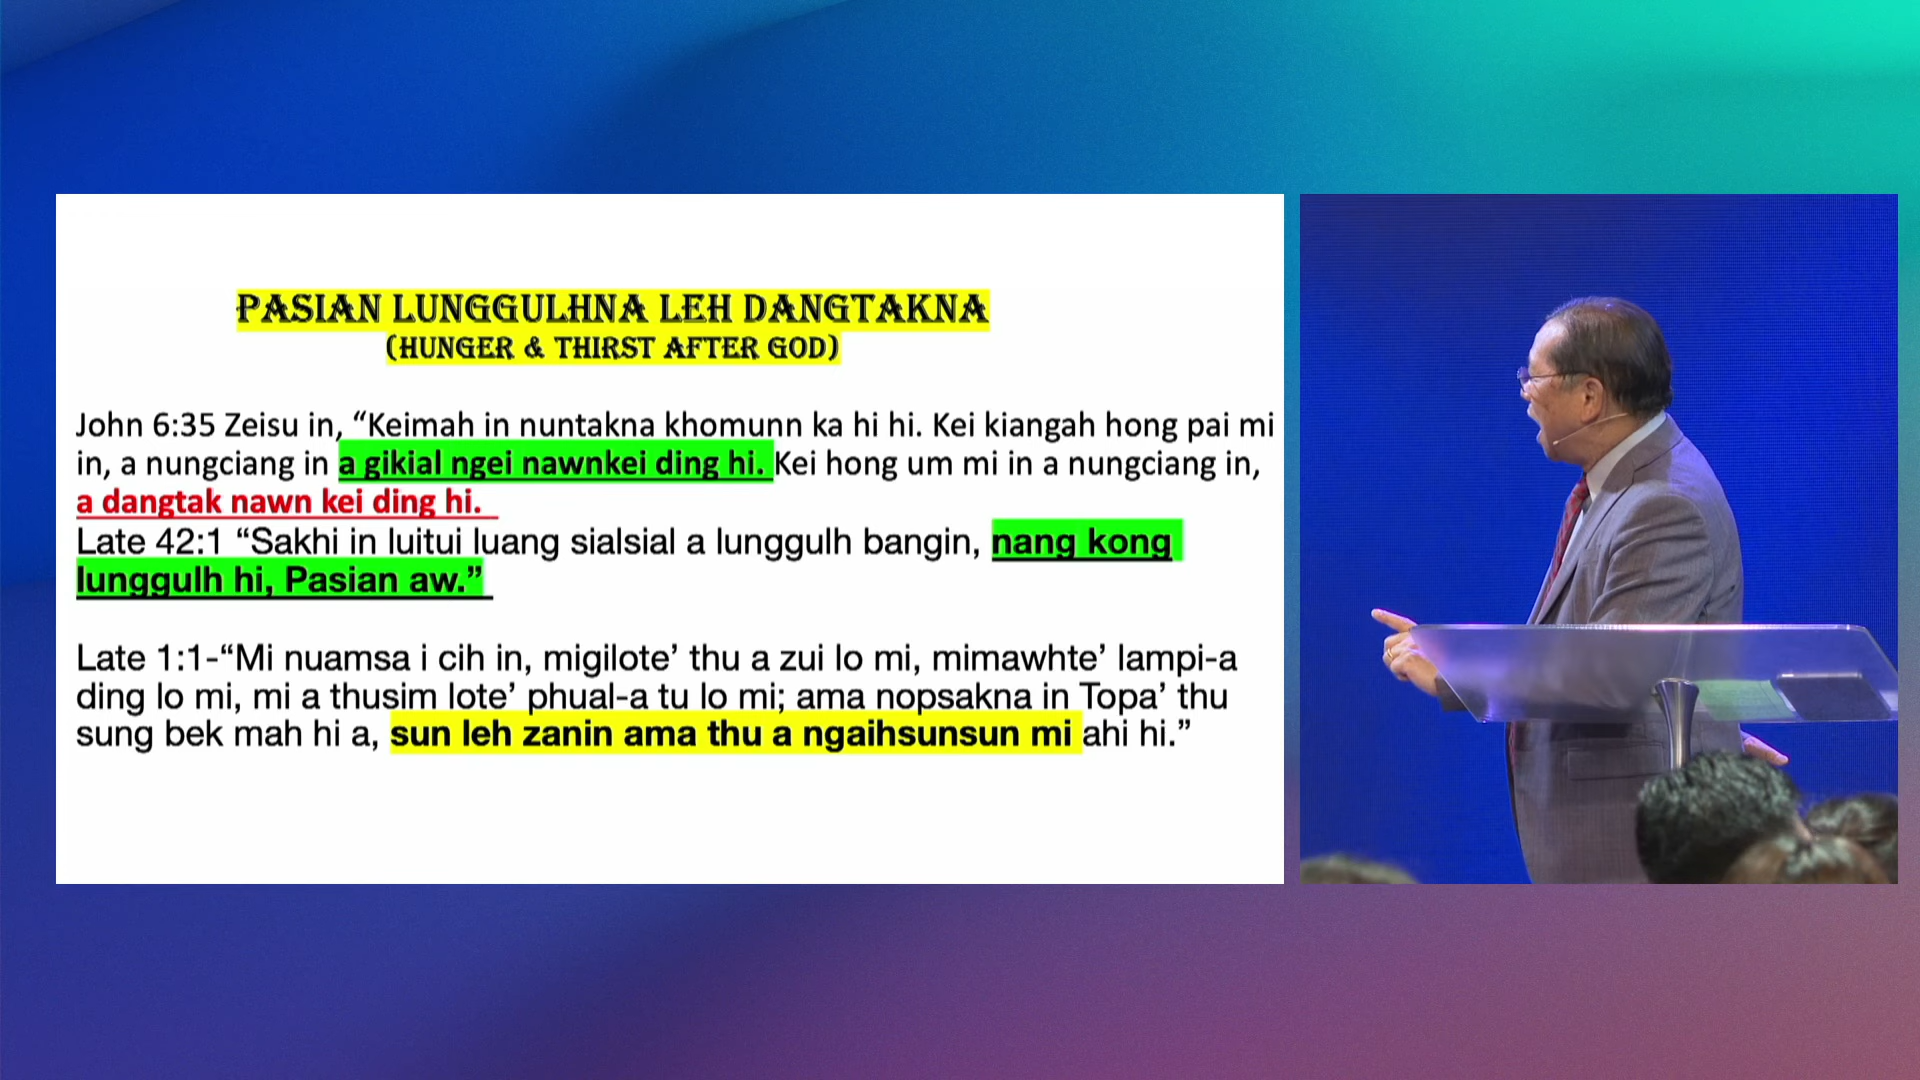 PASIAN LUNGGULHNA LEH DANGTAKNA
(HUNGER & THIRST AFTER GOD)
John 6:35 Zeisu in, “Keimah in nuntakna khomunn ka hi hi. Kei kiangah hong pai mi
in, a nungciang in a gikial ngei nawnkei ding hi. Kei hong um mi in a nungciang in,
a dangtak nawn kei ding hi.
Late 42:1 “Sakhi in luitui luang sialsial a lunggulh bangin, nang kong
lunggulh hi, Pasian aw.”
Late 1:1-“Mi nuamsa i cih in, migilote’ thu a zui lo mi, mimawhte’ lampi-a
ding lo mi, mi a thusim lote’ phual-a tu lo mi; ama nopsakna in Topa’ thu
sung bek mah hi a, sun leh zanin ama thu a ngaihsunsun mi ahi hi.”